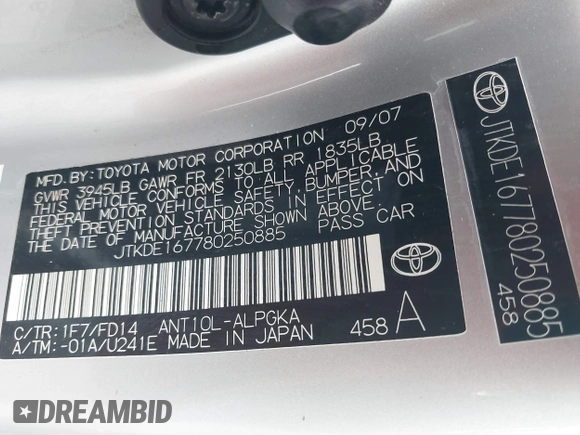 MFD. BY: TOYOTA MOTOR CORPORATION 09/07
GVWR 3945LB GAWR FR 2130LB RR 1835LB
THIS VEHICLE CONFORMS TO ALL APPLICABLE
FEDERAL MOTOR VEHICLE SAFETY, BUMPER, AND
THEFT PREVENTION STANDARDS IN EFFECT ON
THE DATE OF MANUFACTURE SHOWN ABOVE.
JTKDE167780250885 PASS CAR
C/TR: 1F7/FD14 ANT10L-ALPGKA
A/TM: -01A/U241E MADE IN JAPAN 458 A
JTKDE167780250885
458
DREAMBID